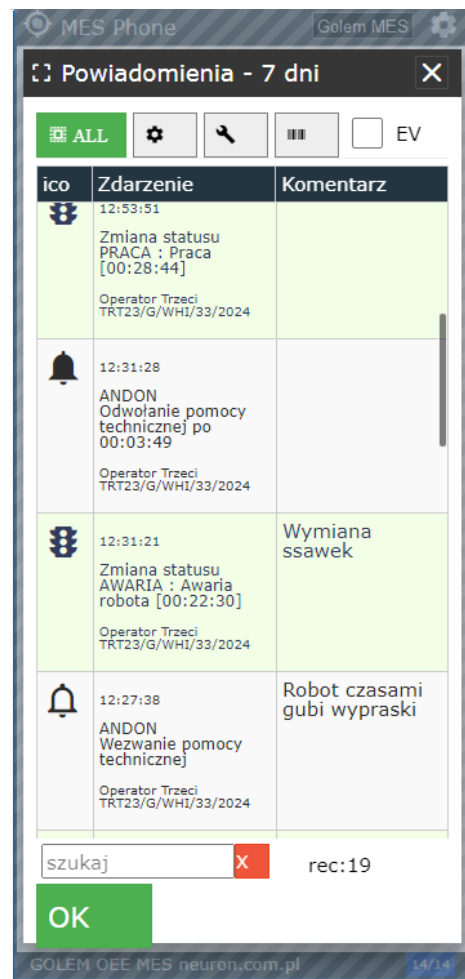 MES Phone
Golem MES
Powiadomienia - 7 dni
X
ALL
EV
ico
Zdarzenie
Komentarz
12:53:51
Zmiana statusu
PRACA : Praca
[00:28:44]
Operator Trzeci
TRT23/G/WHI/33/2024
12:31:28
ANDON
Odwołanie pomocy
technicznej po
00:03:49
Operator Trzeci
TRT23/G/WHI/33/2024
12:31:21
Zmiana statusu
AWARIA : Awaria
robota [00:22:30]
Operator Trzeci
TRT23/G/WHI/33/2024
Wymiana
ssawek
12:27:38
ANDON
Wezwanie pomocy
technicznej
Operator Trzeci
TRT23/G/WHI/33/2024
Robot czasami
gubi wypraski
szukaj
X
rec:19
OK
GOLEM OEE MES neuron.com.pl
14/14